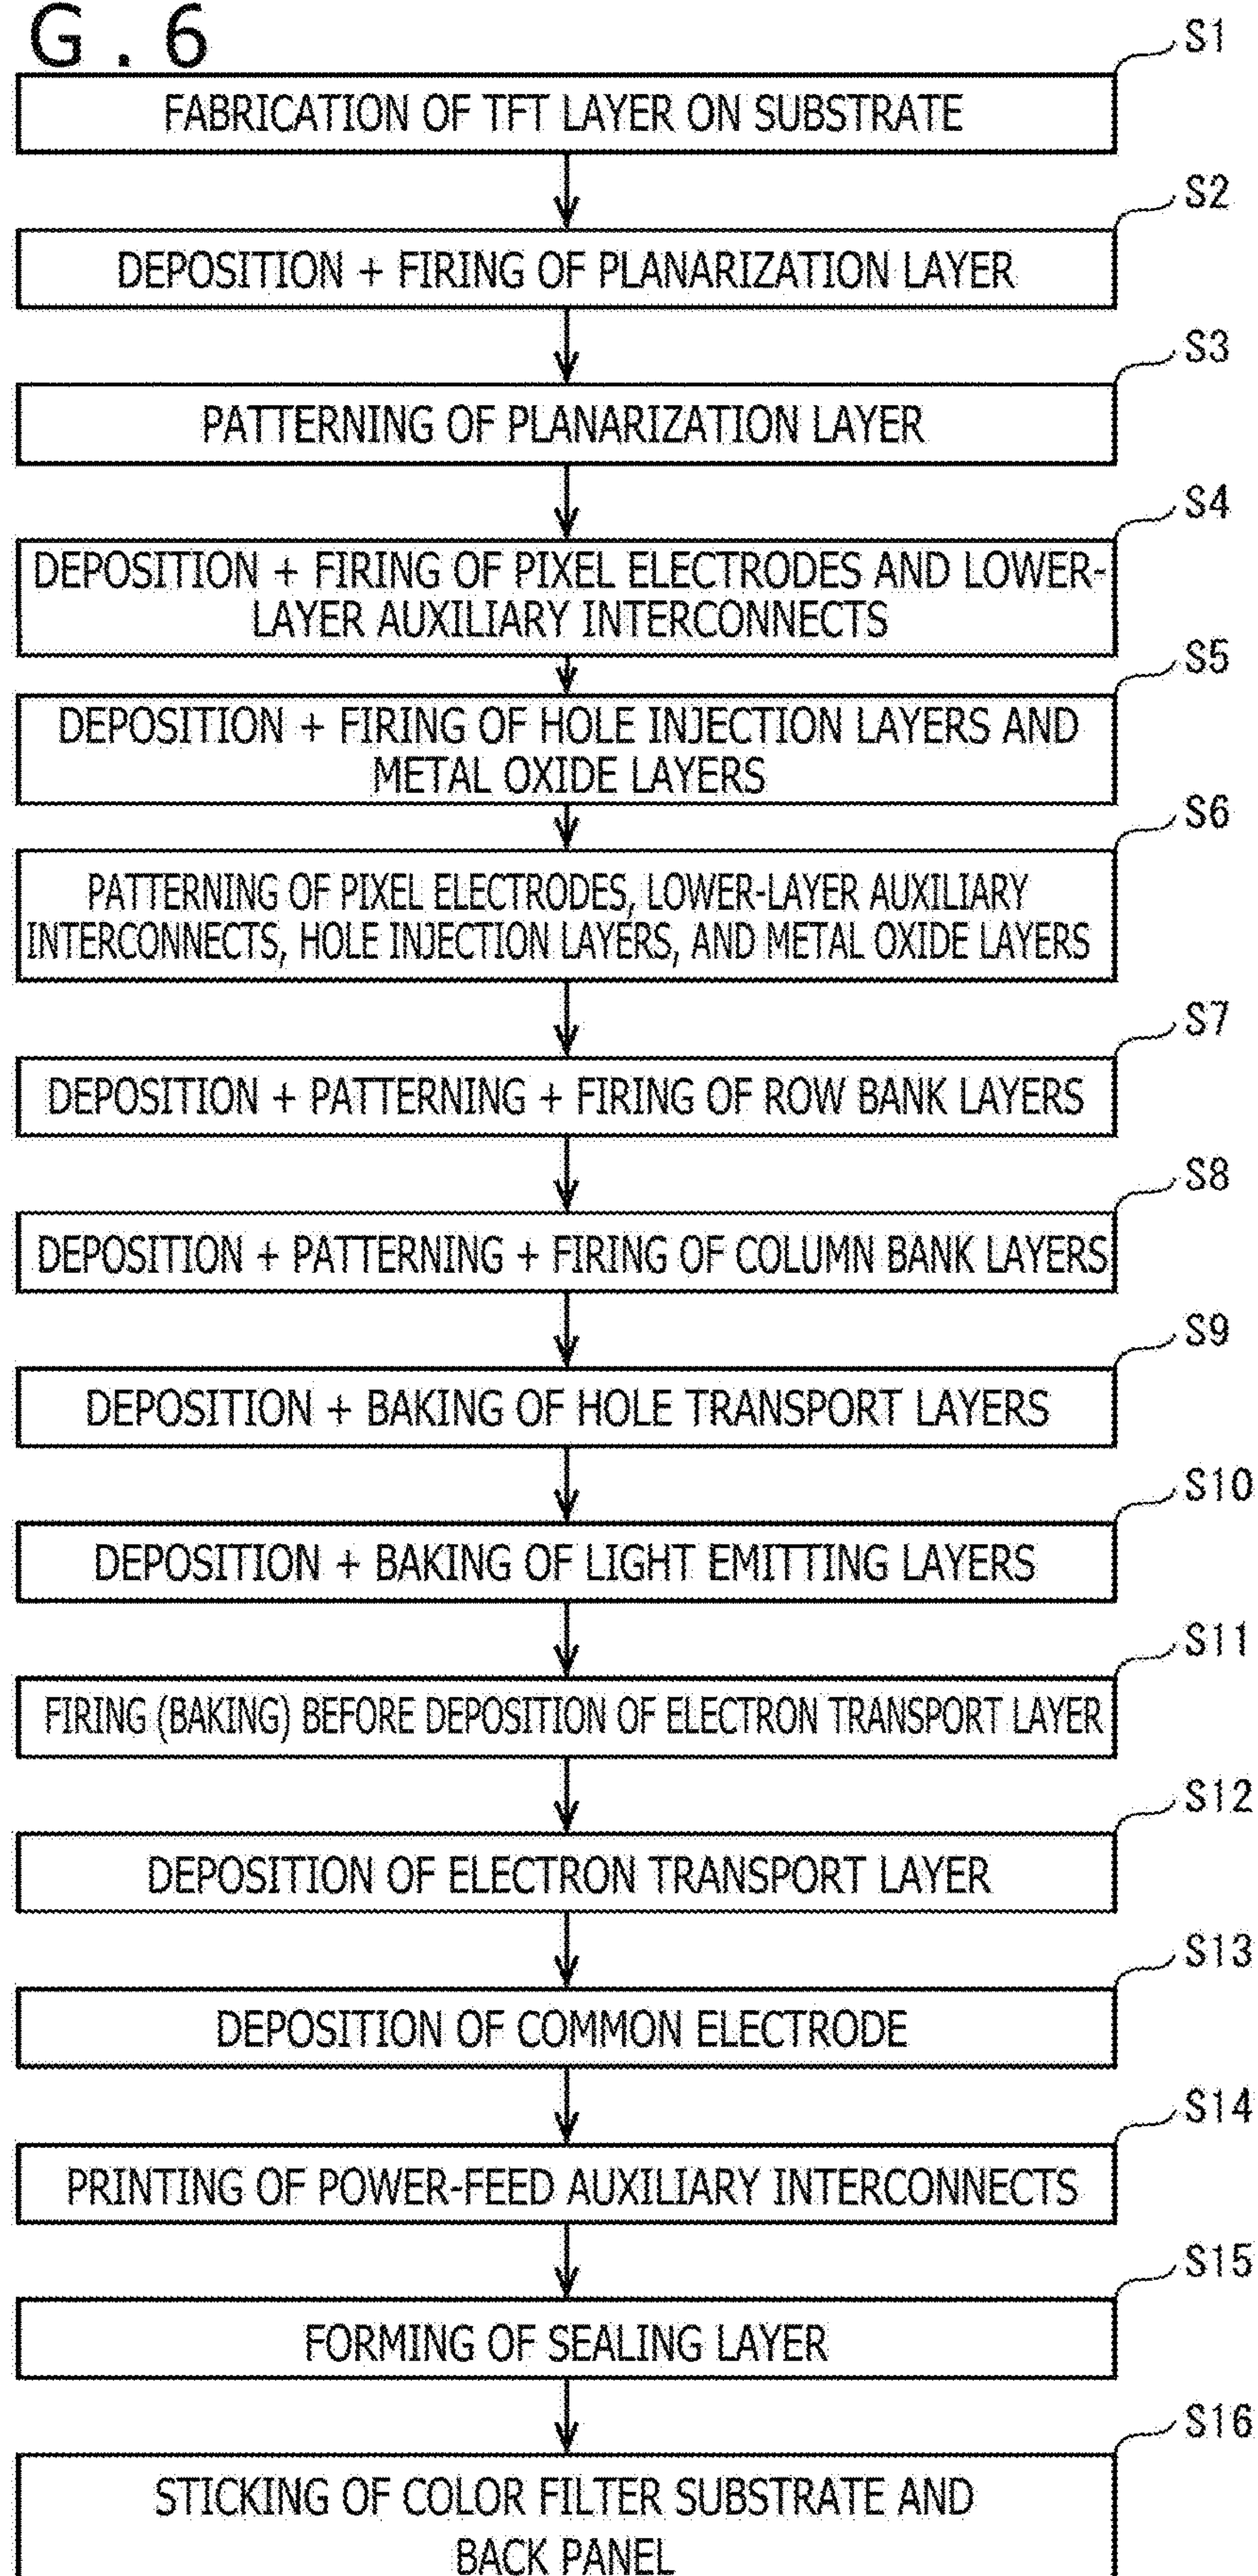 G. 6
S1
FABRICATION OF TFT LAYER ON SUBSTRATE
S2
DEPOSITION + FIRING OF PLANARIZATION LAYER
S3
PATTERNING OF PLANARIZATION LAYER
S4
DEPOSITION + FIRING OF PIXEL ELECTRODES AND LOWER-
LAYER AUXILIARY INTERCONNECTS
S5
DEPOSITION + FIRING OF HOLE INJECTION LAYERS AND
METAL OXIDE LAYERS
S6
PATTERNING OF PIXEL ELECTRODES, LOWER-LAYER AUXILIARY
INTERCONNECTS, HOLE INJECTION LAYERS, AND METAL OXIDE LAYERS
S7
DEPOSITION + PATTERNING + FIRING OF ROW BANK LAYERS
S8
DEPOSITION + PATTERNING + FIRING OF COLUMN BANK LAYERS
S9
DEPOSITION + BAKING OF HOLE TRANSPORT LAYERS
S10
DEPOSITION + BAKING OF LIGHT EMITTING LAYERS
S11
FIRING (BAKING) BEFORE DEPOSITION OF ELECTRON TRANSPORT LAYER
S12
DEPOSITION OF ELECTRON TRANSPORT LAYER
S13
DEPOSITION OF COMMON ELECTRODE
S14
PRINTING OF POWER-FEED AUXILIARY INTERCONNECTS
S15
FORMING OF SEALING LAYER
S16
STICKING OF COLOR FILTER SUBSTRATE AND
BACK PANEL